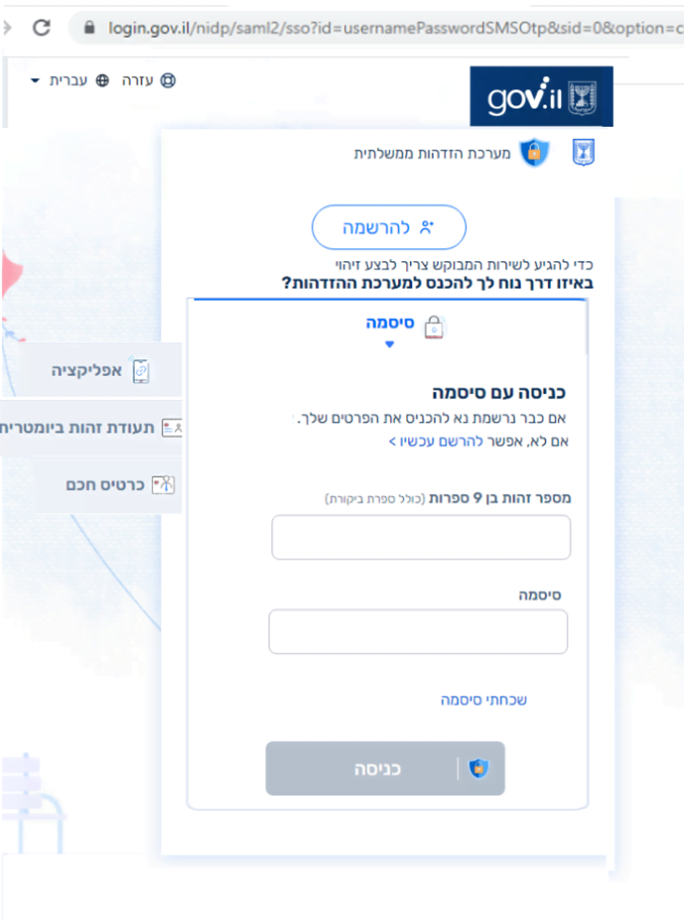 login.gov.il/nidp/saml2/sso?id=usernamePasswordSMSOtp&sid=0&option=c
עזרה עברית
gov.il
מערכת הזדהות ממשלתית
להרשמה
כדי להגיע לשירות המבוקש צריך לבצע זיהוי
באיזו דרך נוח לך להכנס למערכת ההזדהות?
סיסמה
אפליקציה
תעודת זהות ביומטרית
כרטיס חכם
כניסה עם סיסמה
אם כבר נרשמת נא להכניס את הפרטים שלך.
אם לא, אפשר להרשם עכשיו >
מספר זהות בן 9 ספרות (כולל ספרת ביקורת)
סיסמה
שכחתי סיסמה
כניסה